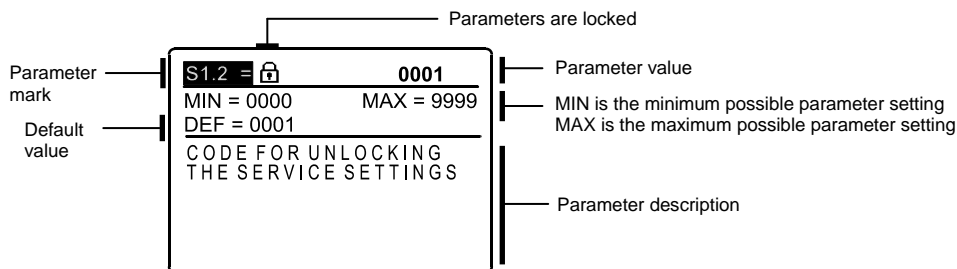 Parameters are locked
Parameter
mark
S1.2 = 0001
Parameter value
MIN = 0000 MAX = 9999
MIN is the minimum possible parameter setting
MAX is the maximum possible parameter setting
Default
value
DEF = 0001
CODE FOR UNLOCKING
THE SERVICE SETTINGS
Parameter description